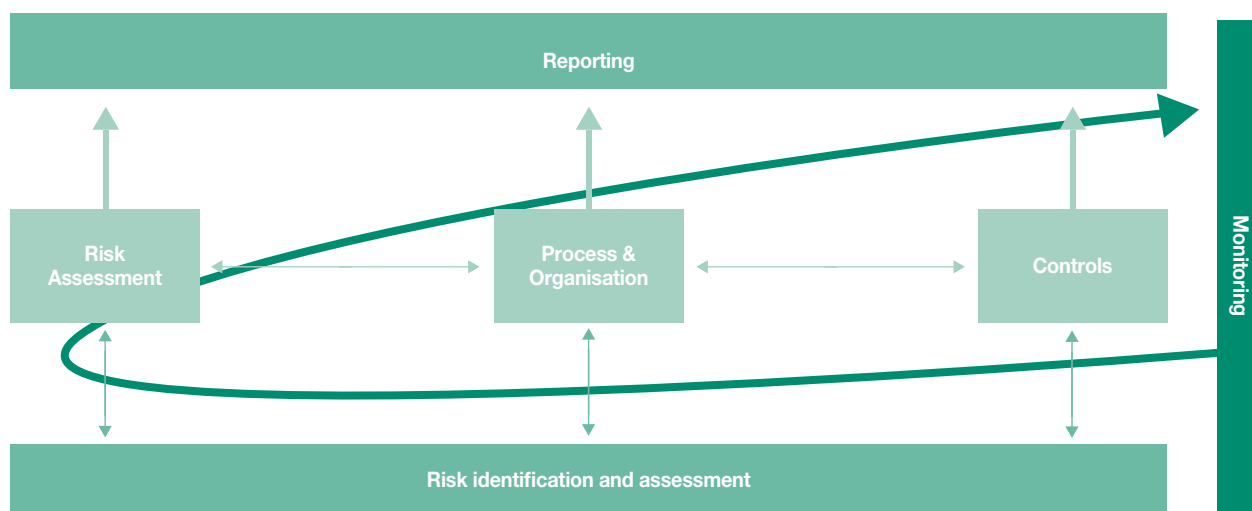 Reporting
Risk
Assessment
Process &
Organisation
Controls
Monitoring
Risk identification and assessment